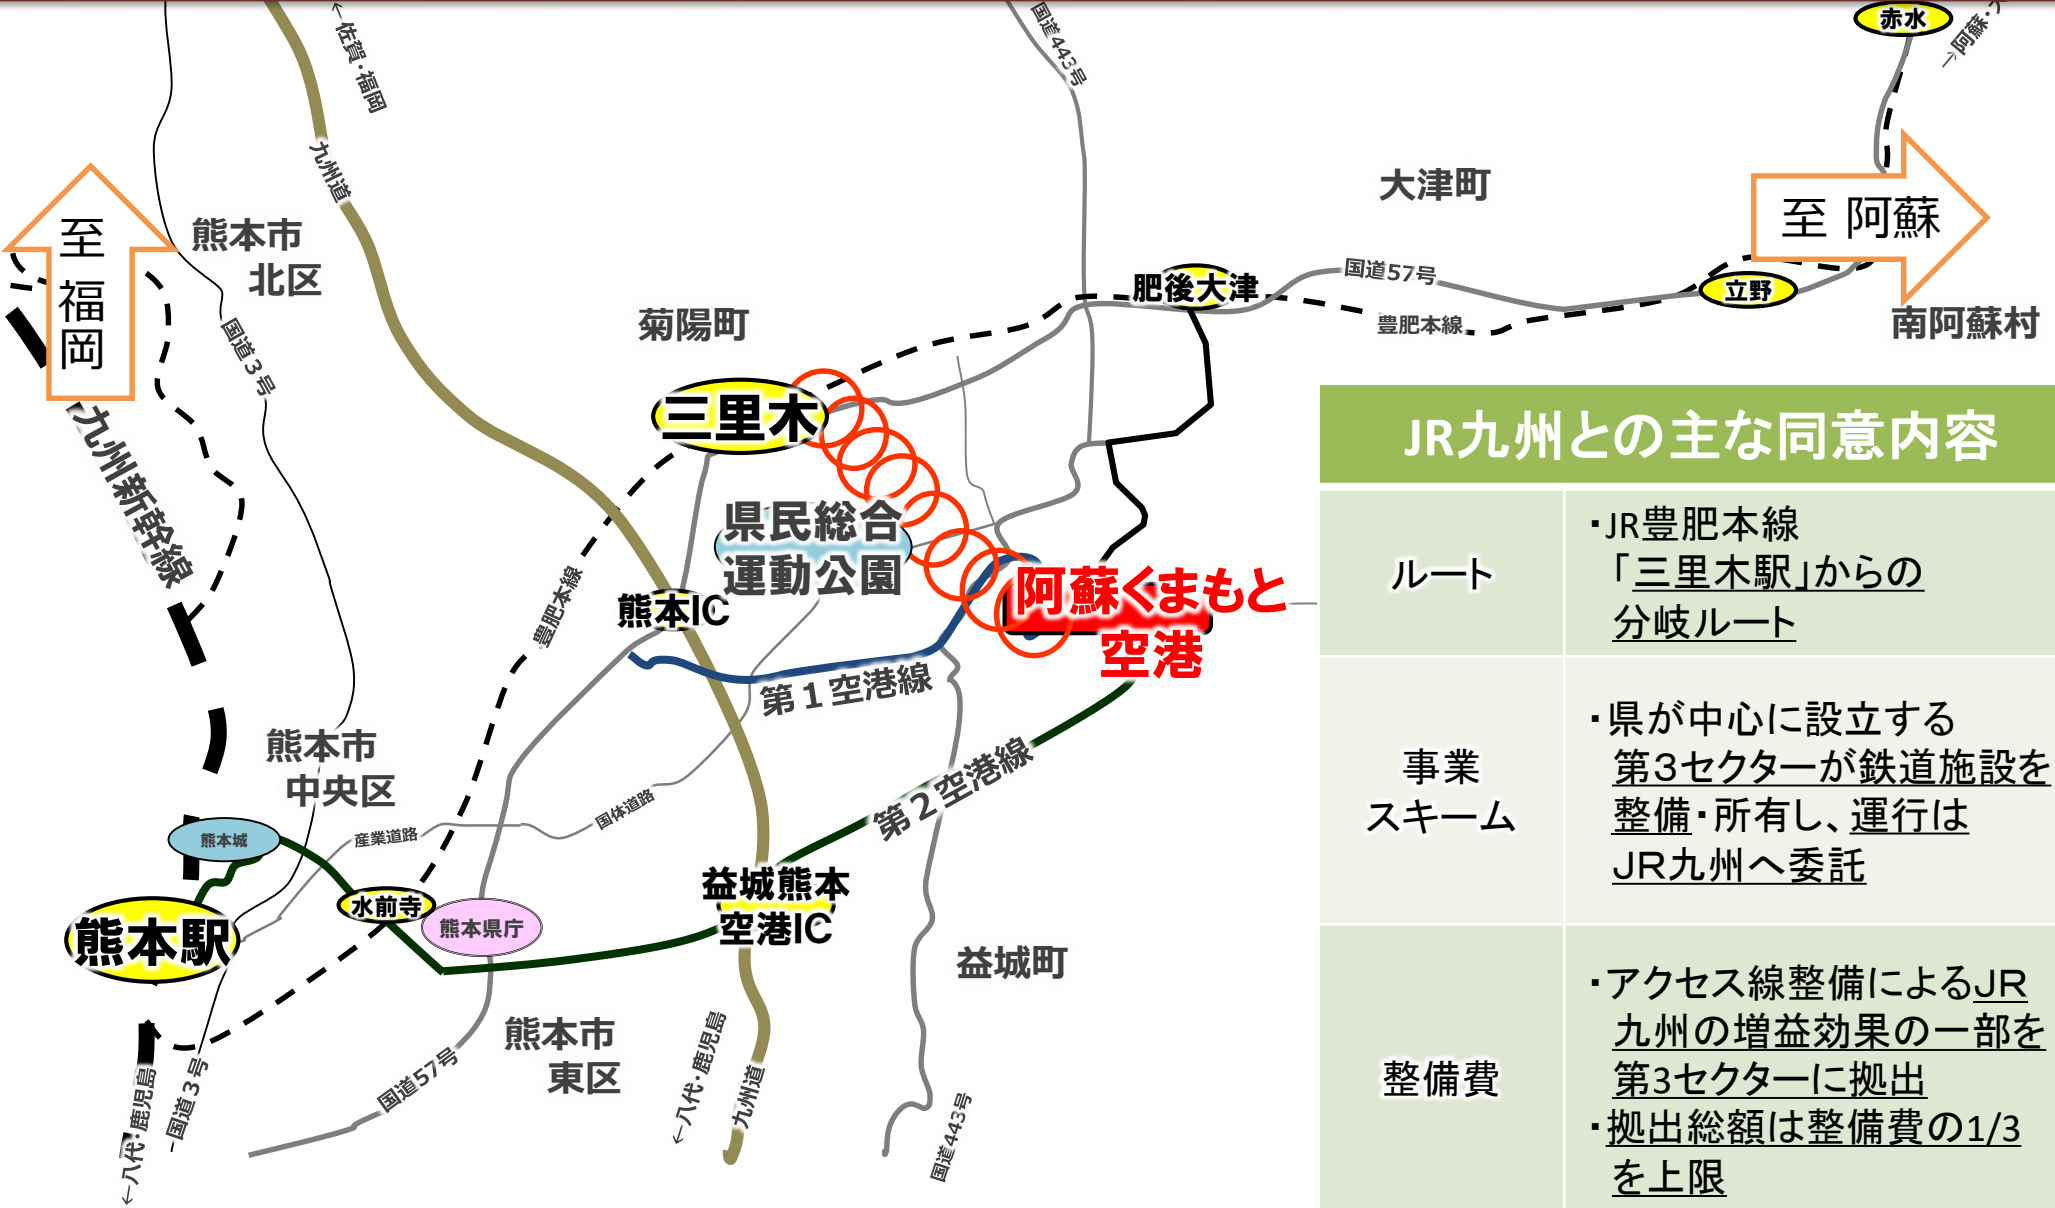 赤水
←佐賀・福岡
国道443号
→阿蘇・
九州道
大津町
至 阿蘇
至
福
岡
熊本市
北区
肥後大津
国道57号
立野
豊肥本線
南阿蘇村
菊陽町
国道3号
三里木
九州新幹線
県民総合
運動公園
熊本IC
豊肥本線
阿蘇くまもと
空港
第1空港線
熊本市
中央区
第2空港線
国体道路
産業道路
熊本城
水前寺
熊本県庁
熊本駅
益城熊本
空港IC
益城町
熊本市
東区
国道57号
国道3号
←八代・鹿児島
←八代・鹿児島
九州道
国道443号
JR九州との主な同意内容
ルート
・JR豊肥本線
「三里木駅」からの
分岐ルート
事業
スキーム
・県が中心に設立する
第3セクターが鉄道施設を
整備・所有し、運行は
JR九州へ委託
整備費
・アクセス線整備によるJR
九州の増益効果の一部を
第3セクターに拠出
・拠出総額は整備費の1/3
を上限